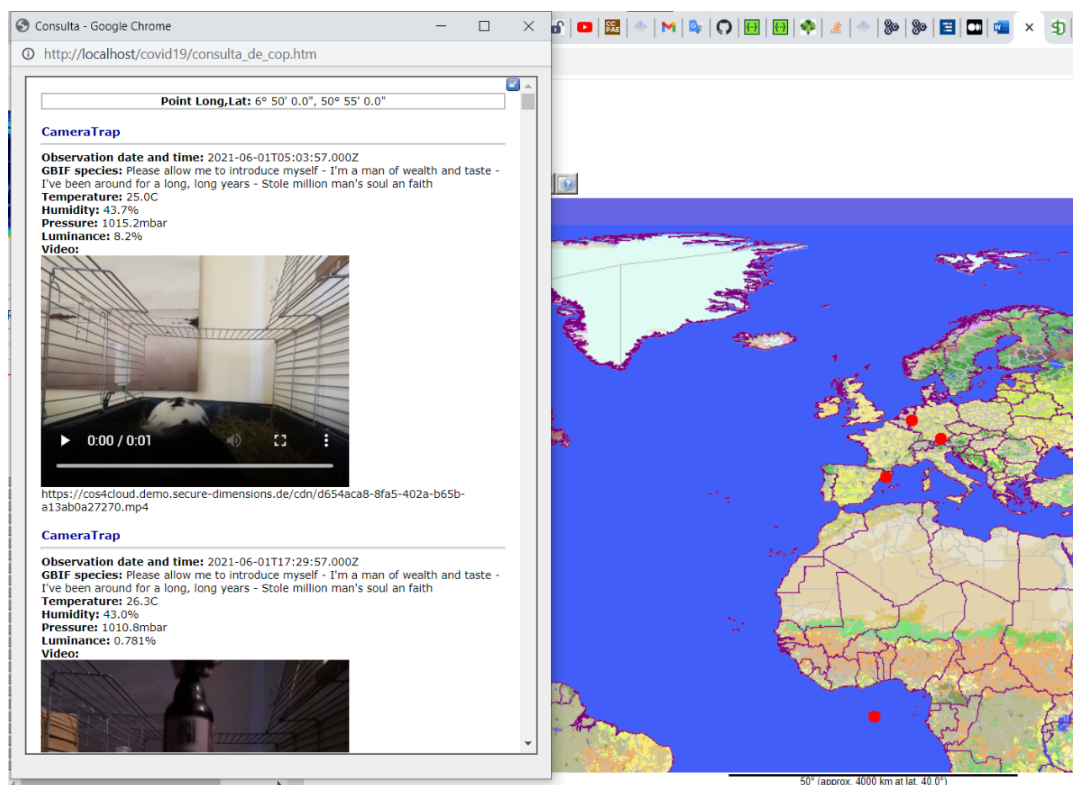 Consulta - Google Chrome
http://localhost/covid19/consulta_de_cop.htm
Point Long,Lat: 6° 50' 0.0", 50° 55' 0.0"
CameraTrap
Observation date and time: 2021-06-01T05:03:57.000Z
GBIF species: Please allow me to introduce myself - I'm a man of wealth and taste -
I've been around for a long, long years - Stole million man's soul an faith
Temperature: 25.0C
Humidity: 43.7%
Pressure: 1015.2mbar
Luminance: 8.2%
Video:
0:00 / 0:01
https://cos4cloud.demo.secure-dimensions.de/cdn/d654aca8-8fa5-402a-b65b-
a13ab0a27270.mp4
CameraTrap
Observation date and time: 2021-06-01T17:29:57.000Z
GBIF species: Please allow me to introduce myself - I'm a man of wealth and taste -
I've been around for a long, long years - Stole million man's soul an faith
Temperature: 26.3C
Humidity: 43.0%
Pressure: 1010.8mbar
Luminance: 0.781%
Video:
50° (approx. 4000 km at lat. 40.0°)